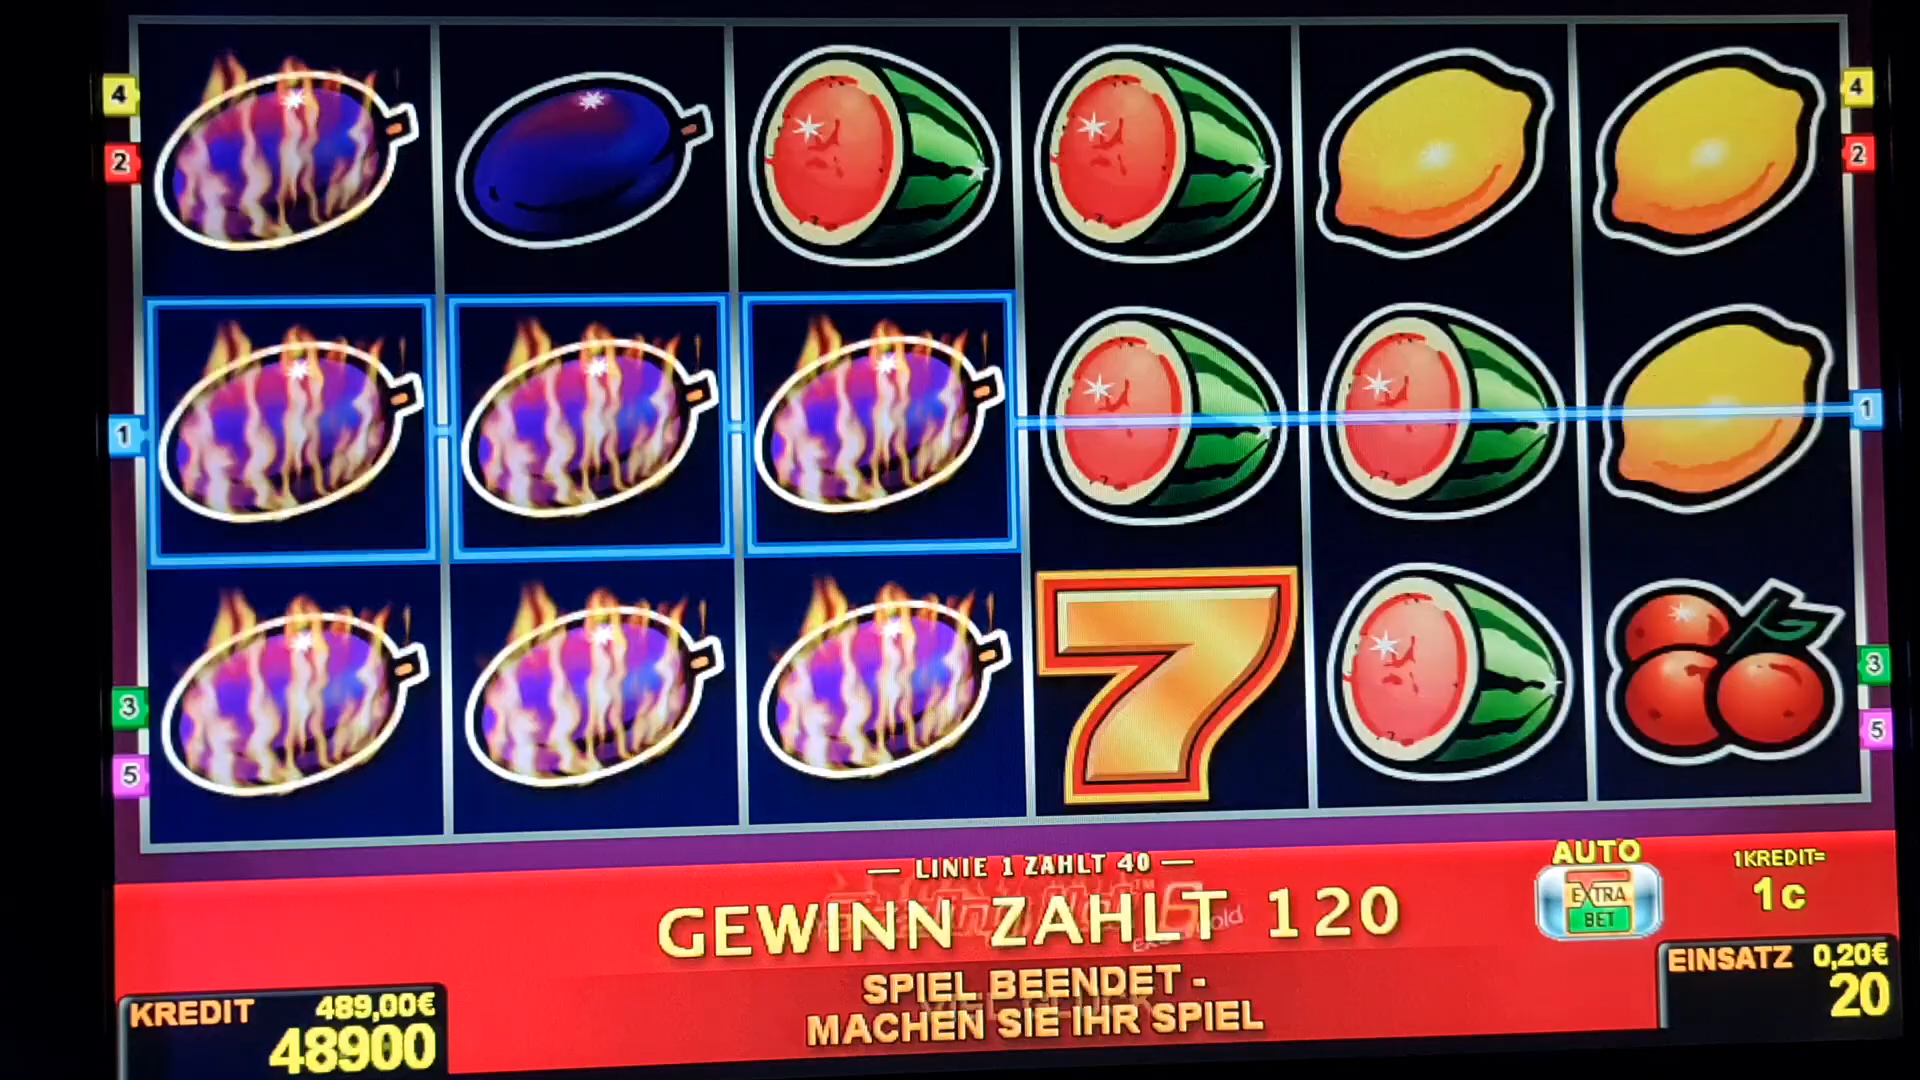 4
4
2
2
1
1
3
3
5
5
— LINIE 1 ZAHLT 40 —
AUTO
1KREDIT=
GEWINN ZAHLT 120
EXTRA
BET
1c
SPIEL BEENDET -
MACHEN SIE IHR SPIEL
KREDIT 489,00€
48900
EINSATZ 0,20€
20